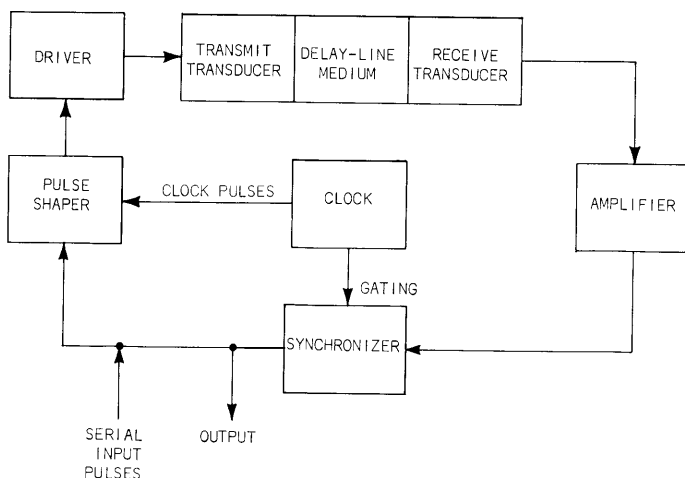 DRIVER
TRANSMIT
TRANSDUCER
DELAY-LINE
MEDIUM
RECEIVE
TRANSDUCER
PULSE
SHAPER
CLOCK PULSES
CLOCK
AMPLIFIER
GATING
SYNCHRONIZER
SERIAL
INPUT
PULSES
OUTPUT